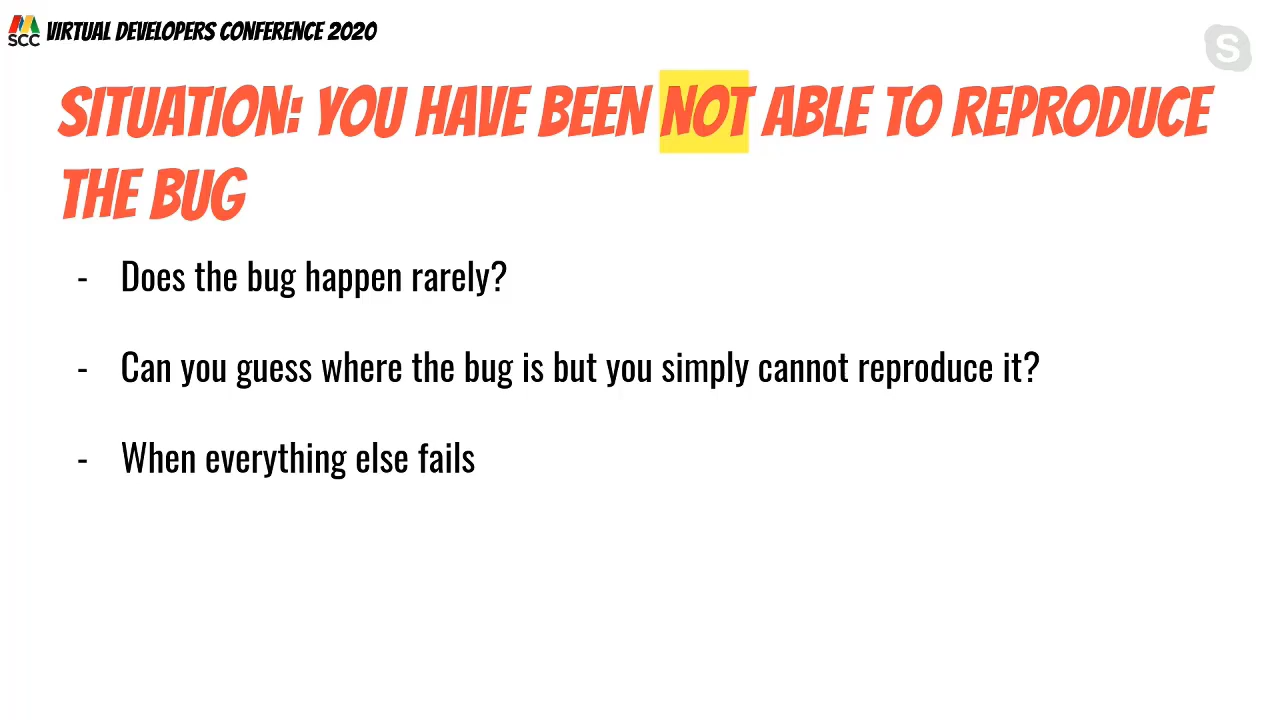 SCC VIRTUAL DEVELOPERS CONFERENCE 2020
S
SITUATION: YOU HAVE BEEN NOT ABLE TO REPRODUCE
THE BUG
- Does the bug happen rarely?
- Can you guess where the bug is but you simply cannot reproduce it?
- When everything else fails